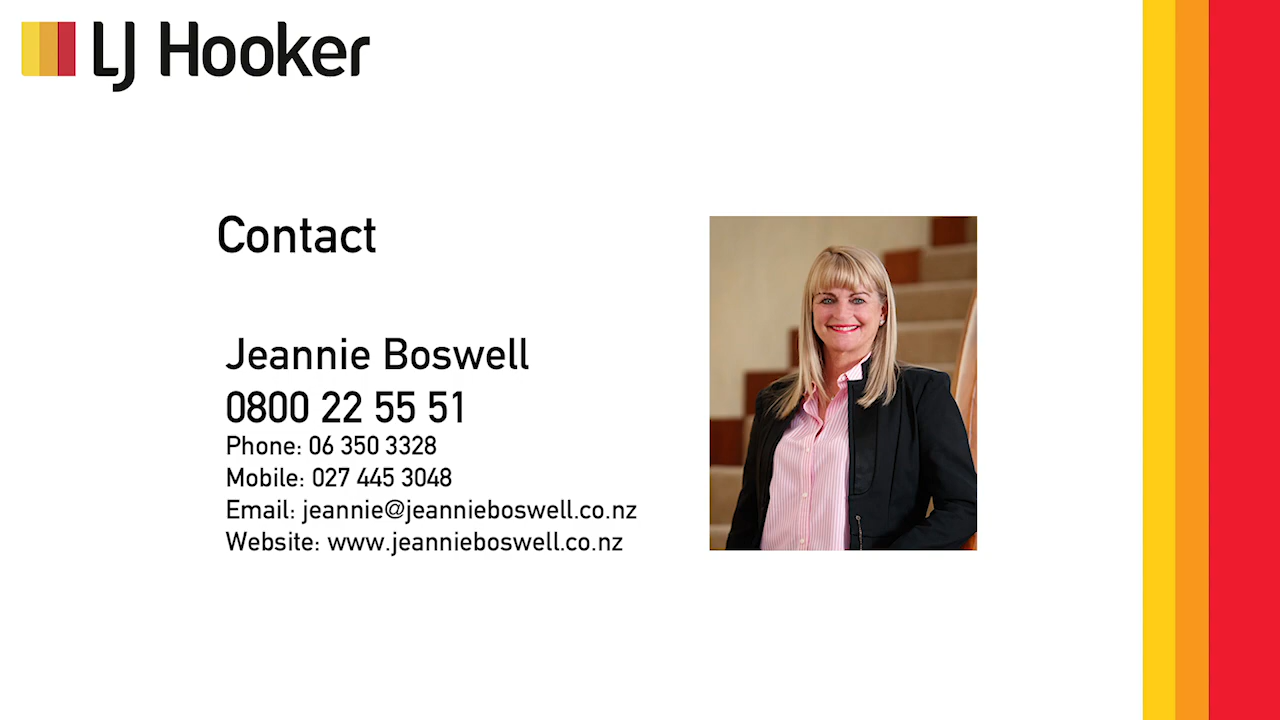 LJ Hooker
Contact
Jeannie Boswell
0800 22 55 51
Phone: 06 350 3328
Mobile: 027 445 3048
Email: jeannie@jeannieboswell.co.nz
Website: www.jeannieboswell.co.nz